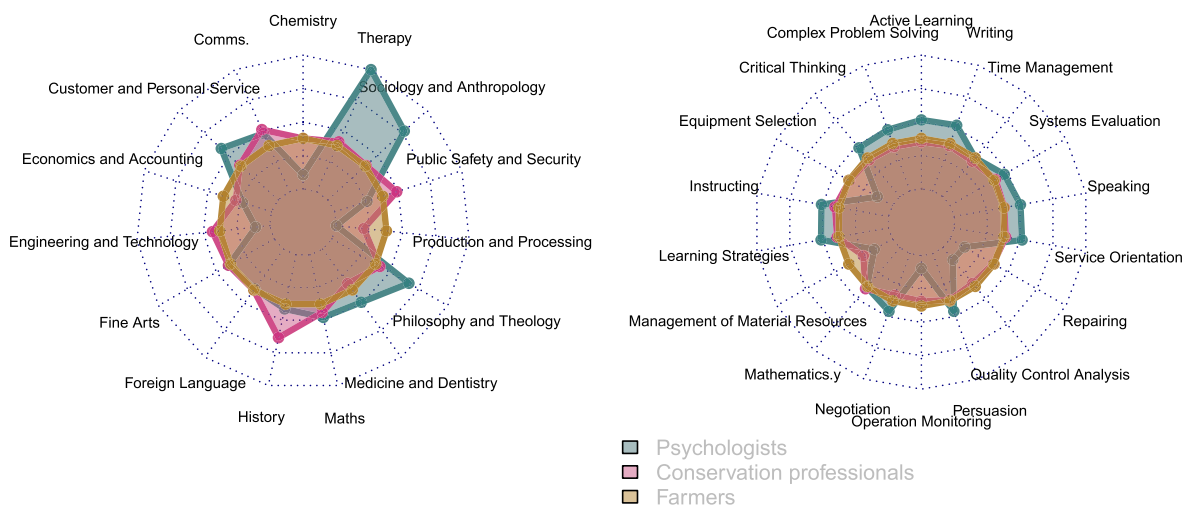 Chemistry
Comms.
Therapy
Customer and Personal Service
Sociology and Anthropology
Economics and Accounting
Public Safety and Security
Engineering and Technology
Production and Processing
Fine Arts
Philosophy and Theology
Foreign Language
Medicine and Dentistry
History
Maths
Active Learning
Complex Problem Solving
Writing
Critical Thinking
Time Management
Equipment Selection
Systems Evaluation
Instructing
Speaking
Learning Strategies
Service Orientation
Management of Material Resources
Repairing
Mathematics.y
Quality Control Analysis
Negotiation
Persuasion
Operation Monitoring
Psychologists
Conservation professionals
Farmers